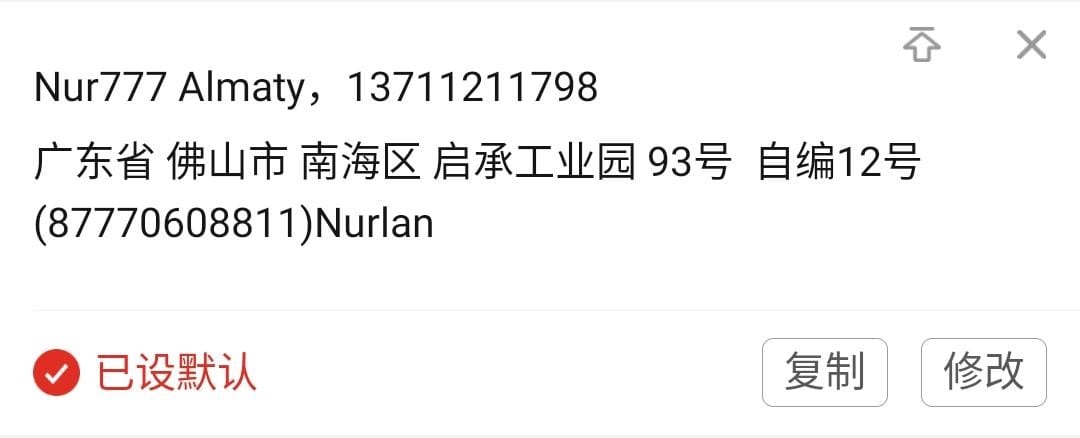 Nur777 Almaty，13711211798
广东省 佛山市 南海区 启承工业园 93号  自编12号
(87770608811)Nurlan
已设默认
复制
修改